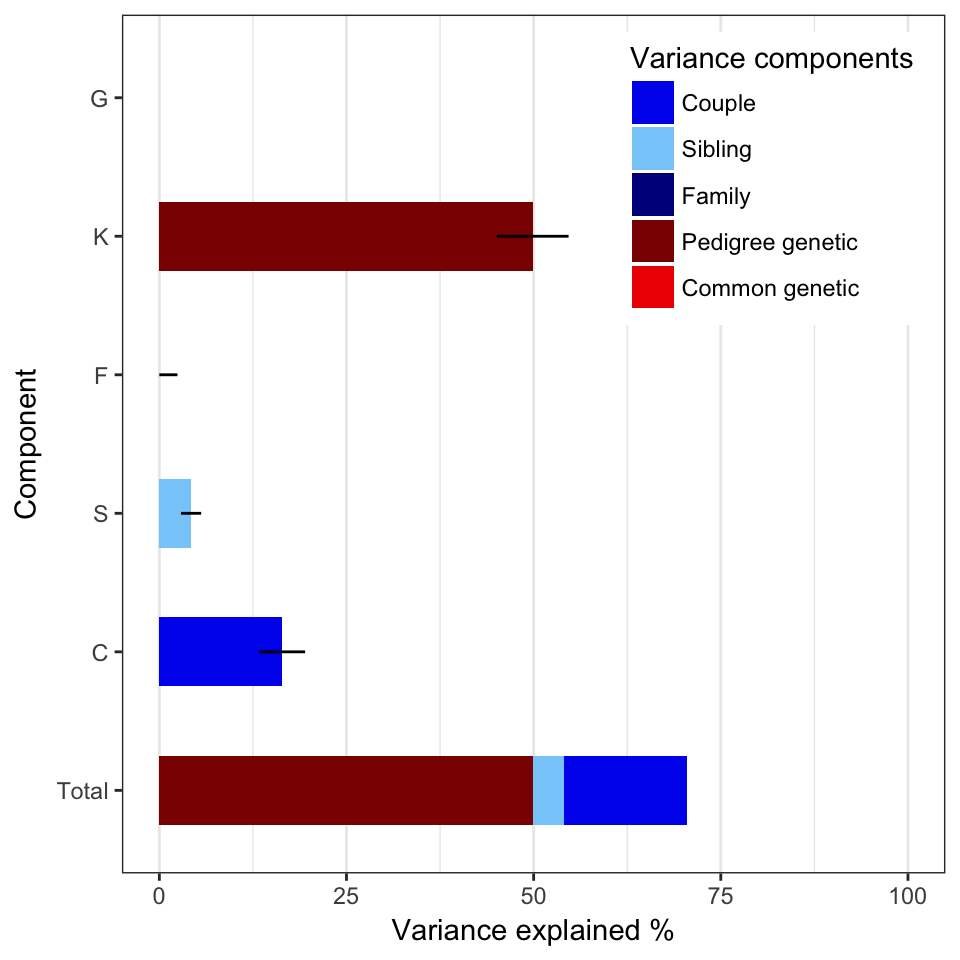 Variance components
Couple
Sibling
Family
Pedigree genetic
Common genetic
G
K
F
S
C
Total
Component
0 25 50 75 100
Variance explained %